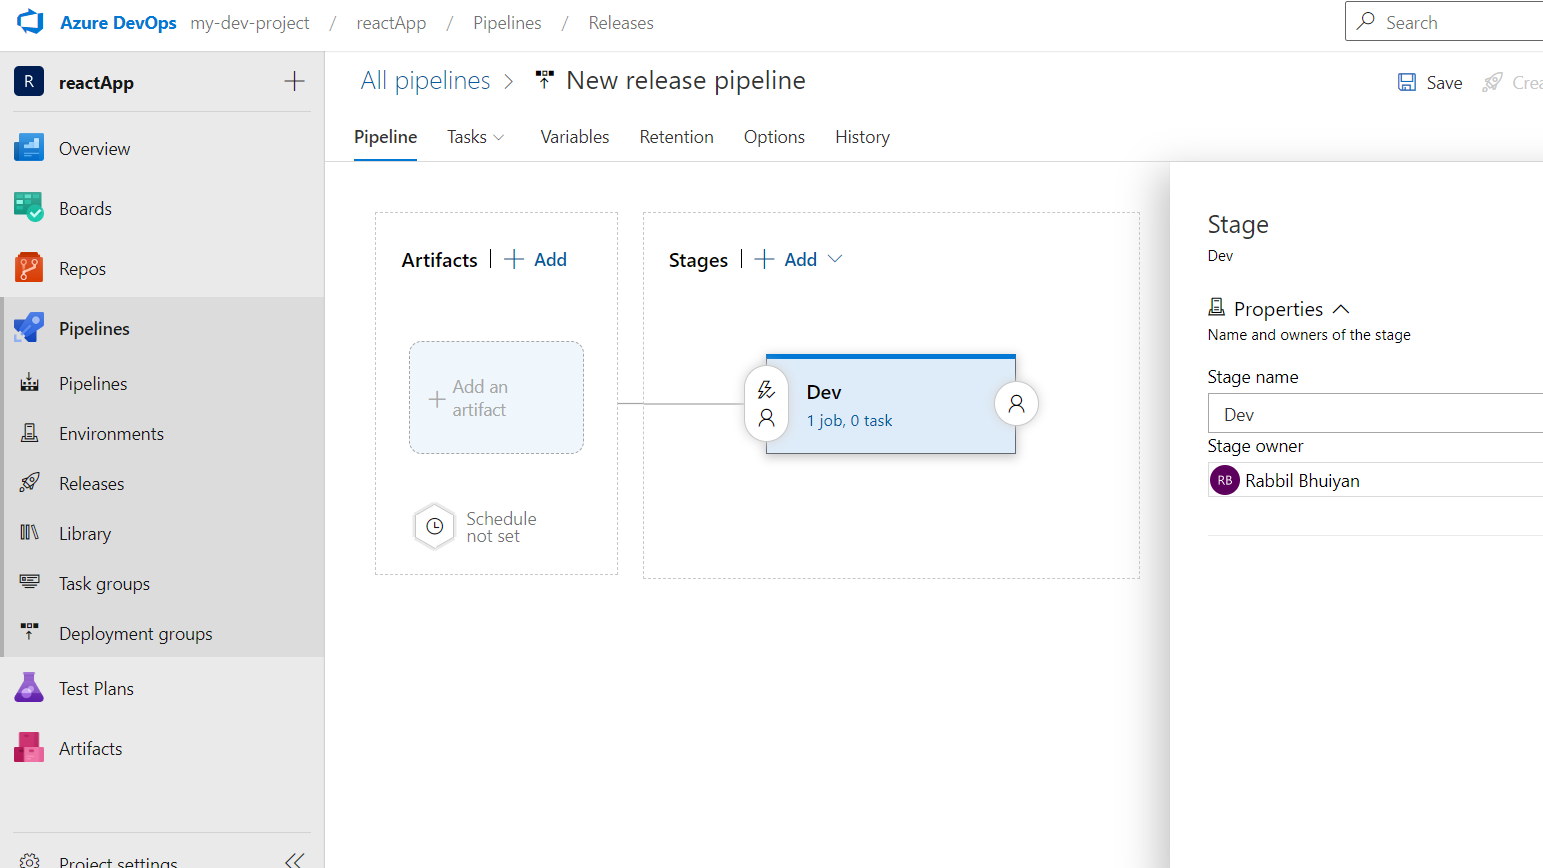 Azure DevOps my-dev-project / reactApp / Pipelines / Releases
Search
R reactApp
Overview
Boards
Repos
Pipelines
Pipelines
Environments
Releases
Library
Task groups
Deployment groups
Test Plans
Artifacts
Project settings
All pipelines > New release pipeline
Save
Crea
Pipeline Tasks Variables Retention Options History
Artifacts | + Add
Add an
artifact
Schedule
not set
Stages | + Add
Dev
1 job, 0 task
Stage
Dev
Properties
Name and owners of the stage
Stage name
Dev
Stage owner
RB Rabbil Bhuiyan